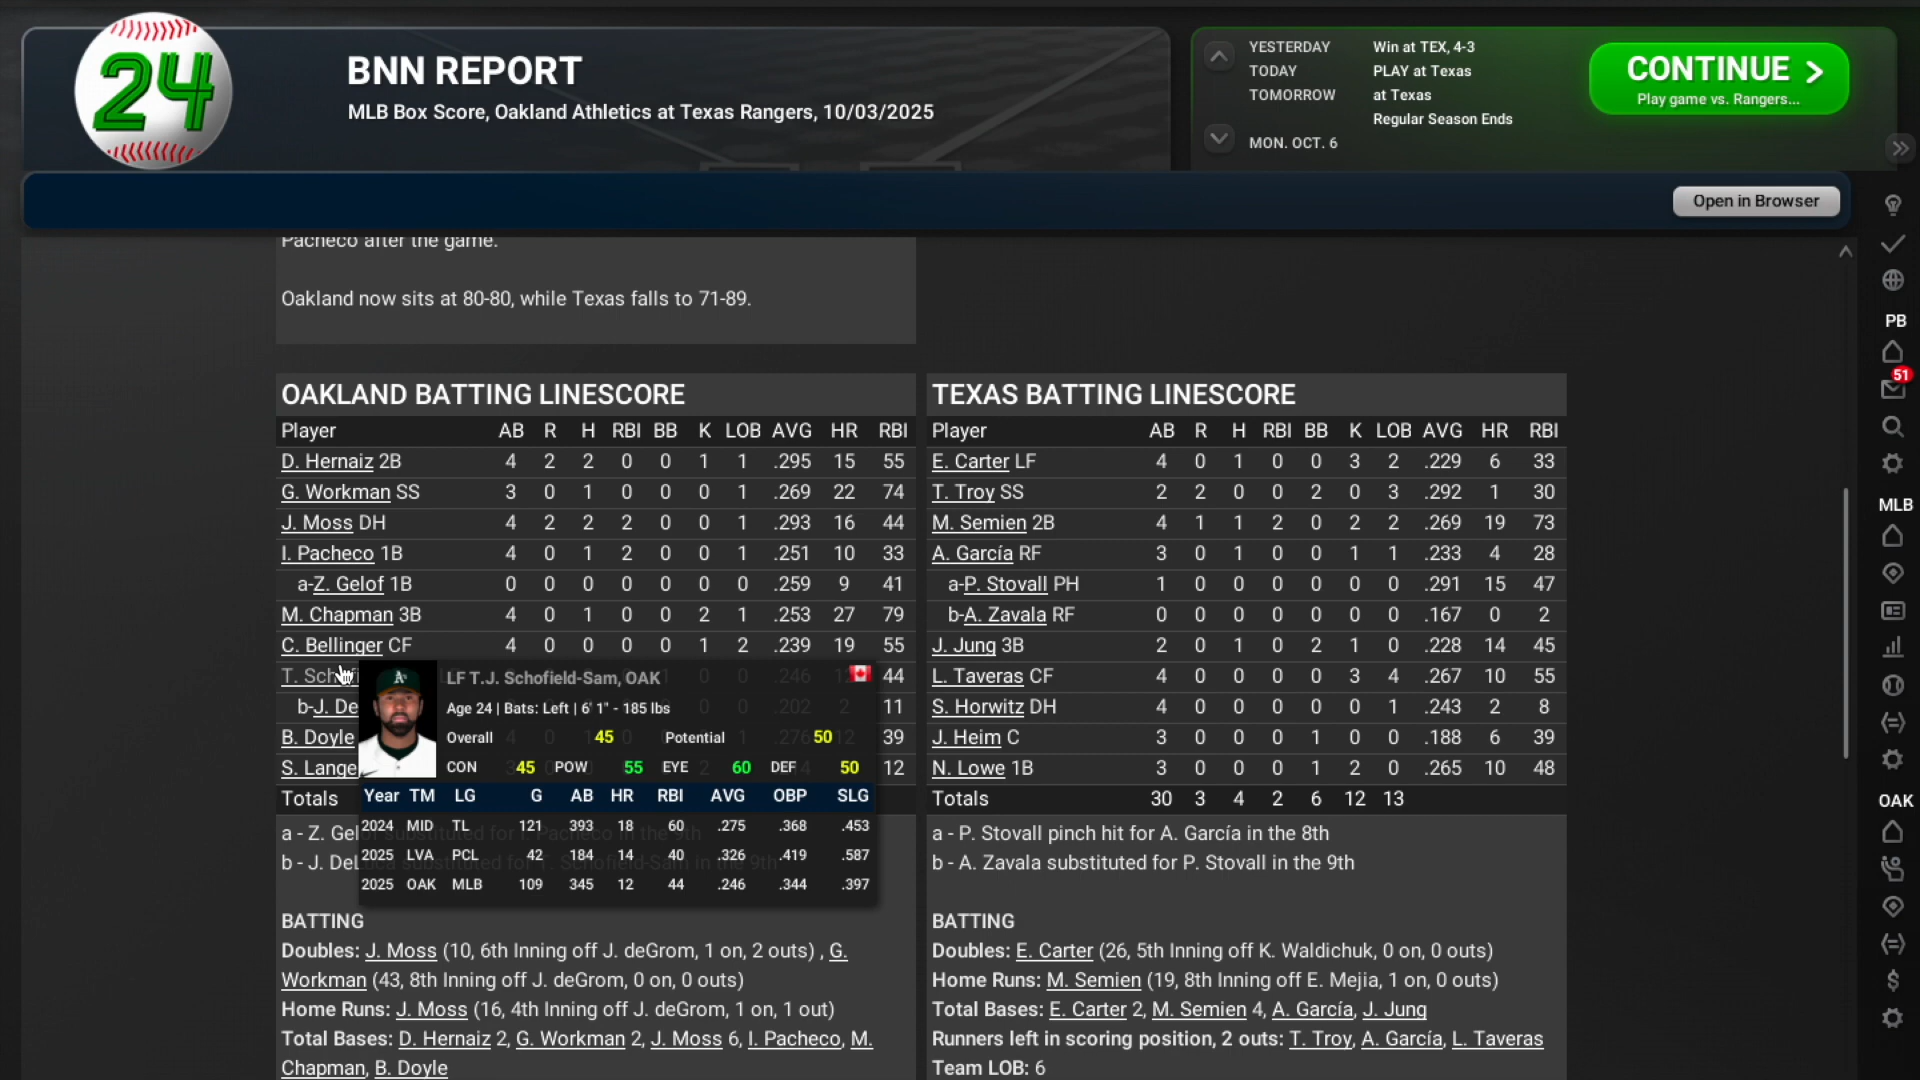 24
BNN REPORT
MLB Box Score, Oakland Athletics at Texas Rangers, 10/03/2025
YESTERDAY Win at TEX, 4-3
TODAY PLAY at Texas
TOMORROW at Texas
Regular Season Ends
MON. OCT. 6
CONTINUE
Play game vs. Rangers...
Open in Browser
PB
51
MLB
OAK
Pacheco after the game.
Oakland now sits at 80-80, while Texas falls to 71-89.
OAKLAND BATTING LINESCORE
Player AB R H RBI BB K LOB AVG HR RBI
D. Hernaiz 2B 4 2 2 0 0 1 1 .295 15 55
G. Workman SS 3 0 1 0 0 0 1 .269 22 74
J. Moss DH 4 2 2 2 0 0 1 .293 16 44
I. Pacheco 1B 4 0 1 2 0 0 1 .251 10 33
a-Z. Gelof 1B 0 0 0 0 0 0 0 .259 9 41
M. Chapman 3B 4 0 1 0 0 2 1 .253 27 79
C. Bellinger CF 4 0 0 0 0 1 2 .239 19 55
T. Sch 44
b-J. De 11
B. Doyle 39
S. Lange 12
Totals
a - Z. Gelof substituted for I. Pacheco in the 9th
b - J. DeL substituted for T. Schofield-Sam in the 9th
LF T.J. Schofield-Sam, OAK
Age 24 | Bats: Left | 6' 1" - 185 lbs
Overall 45 Potential 50
CON 45 POW 55 EYE 60 DEF 50
Year TM LG G AB HR RBI AVG OBP SLG
2024 MID TL 121 393 18 60 .275 .368 .453
2025 LVA PCL 42 184 14 40 .326 .419 .587
2025 OAK MLB 109 345 12 44 .246 .344 .397
BATTING
Doubles: J. Moss (10, 6th Inning off J. deGrom, 1 on, 2 outs) , G.
Workman (43, 8th Inning off J. deGrom, 0 on, 0 outs)
Home Runs: J. Moss (16, 4th Inning off J. deGrom, 1 on, 1 out)
Total Bases: D. Hernaiz 2, G. Workman 2, J. Moss 6, I. Pacheco, M.
Chapman, B. Doyle
TEXAS BATTING LINESCORE
Player AB R H RBI BB K LOB AVG HR RBI
E. Carter LF 4 0 1 0 0 3 2 .229 6 33
T. Troy SS 2 2 0 0 2 0 3 .292 1 30
M. Semien 2B 4 1 1 2 0 2 2 .269 19 73
A. García RF 3 0 1 0 0 1 1 .233 4 28
a-P. Stovall PH 1 0 0 0 0 0 0 .291 15 47
b-A. Zavala RF 0 0 0 0 0 0 0 .167 0 2
J. Jung 3B 2 0 1 0 2 1 0 .228 14 45
L. Taveras CF 4 0 0 0 0 3 4 .267 10 55
S. Horwitz DH 4 0 0 0 0 0 1 .243 2 8
J. Heim C 3 0 0 0 1 0 0 .188 6 39
N. Lowe 1B 3 0 0 0 1 2 0 .265 10 48
Totals 30 3 4 2 6 12 13
a - P. Stovall pinch hit for A. García in the 8th
b - A. Zavala substituted for P. Stovall in the 9th
BATTING
Doubles: E. Carter (26, 5th Inning off K. Waldichuk, 0 on, 0 outs)
Home Runs: M. Semien (19, 8th Inning off E. Mejia, 1 on, 0 outs)
Total Bases: E. Carter 2, M. Semien 4, A. García, J. Jung
Runners left in scoring position, 2 outs: T. Troy, A. García, L. Taveras
Team LOB: 6